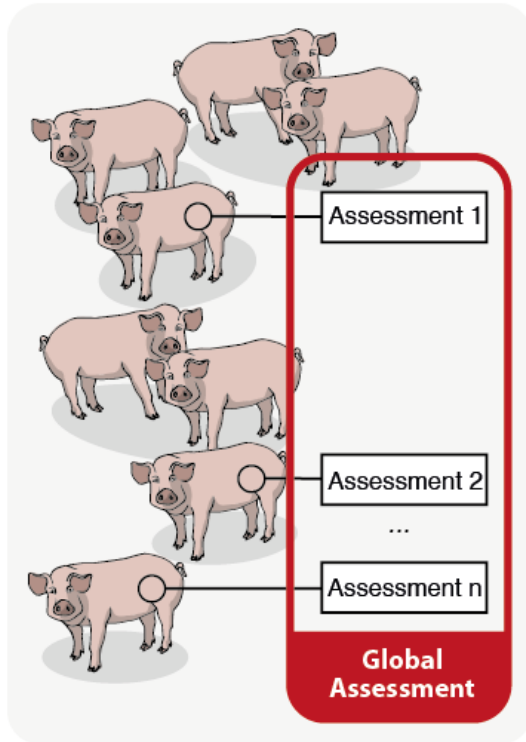 Assessment 1
Assessment 2
...
Assessment n
Global
Assessment